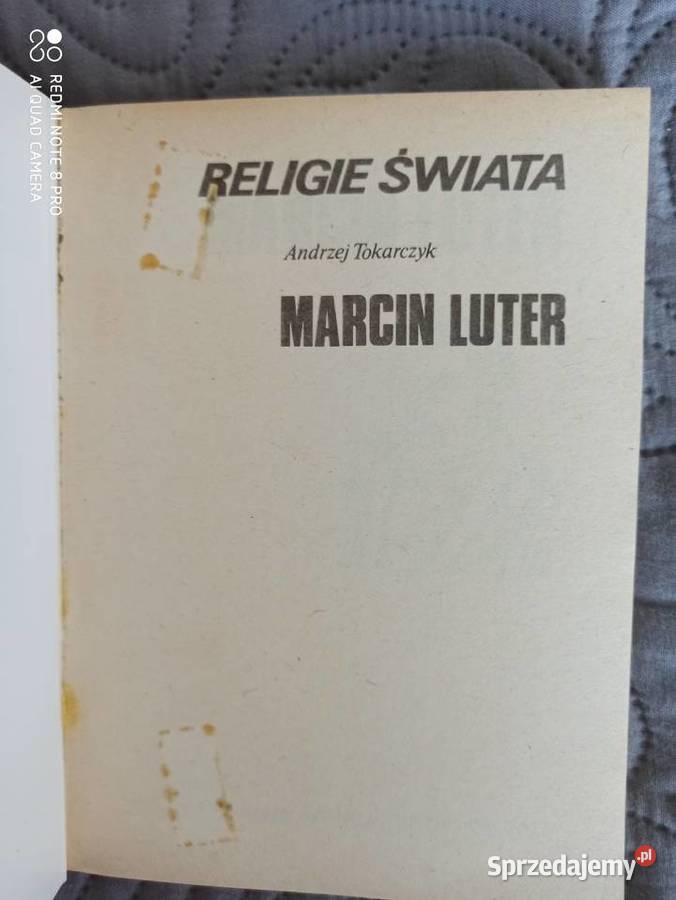 REDMI NOTE 8 PRO
AI QUAD CAMERA
RELIGIE ŚWIATA
Andrzej Tokarczyk
MARCIN LUTER
Sprzedajemy.pl